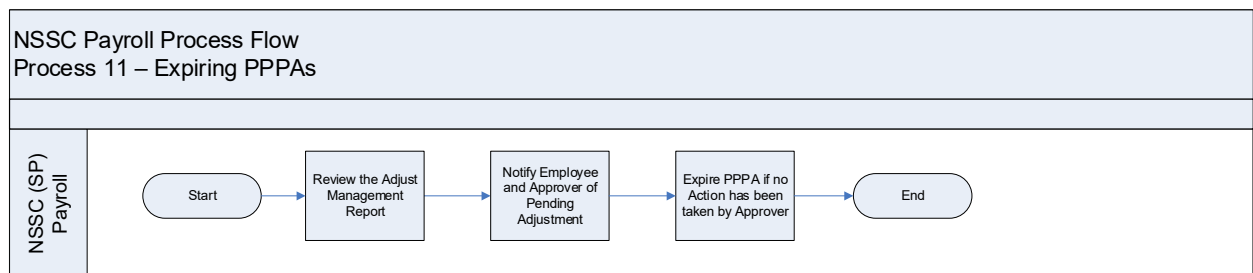 NSSC Payroll Process Flow
Process 11 – Expiring PPPAs
NSSC (SP)
Payroll
Start
Review the Adjust
Management
Report
Notify Employee
and Approver of
Pending
Adjustment
Expire PPPA if no
Action has been
taken by Approver
End